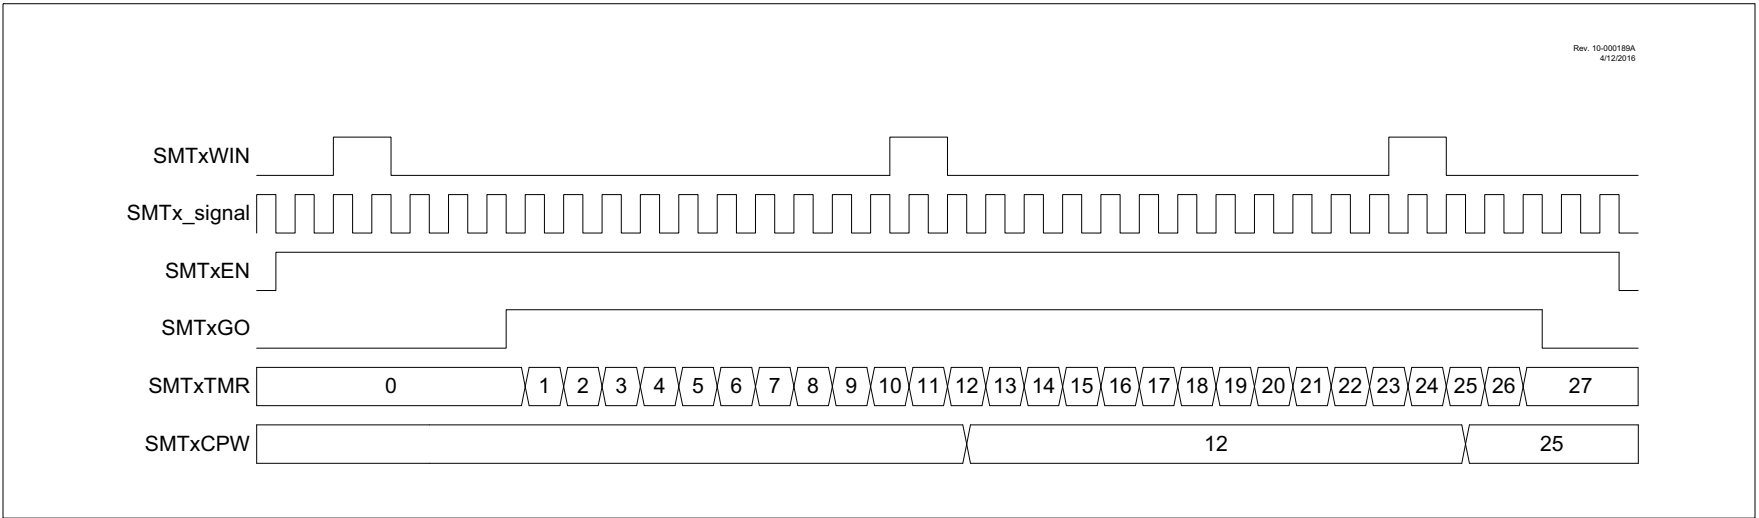 Rev. 10-000189A
4/12/2016
SMTxWIN
SMTx_signal
SMTxEN
SMTxGO
SMTxTMR 0 1 2 3 4 5 6 7 8 9 10 11 12 13 14 15 16 17 18 19 20 21 22 23 24 25 26 27
SMTxCPW 12 25